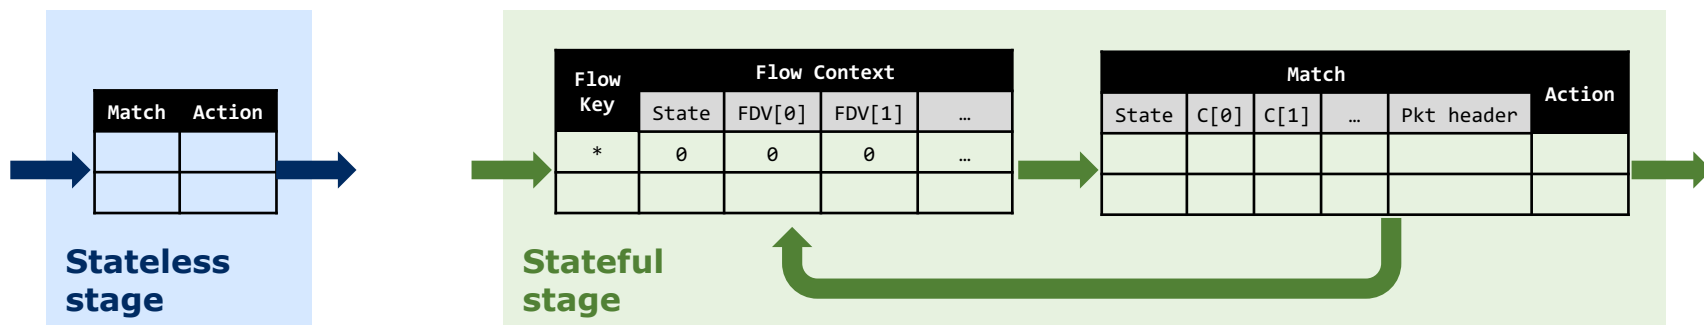 Match Action
Stateless
stage
Flow
Key
Flow Context
State FDV[0] FDV[1] …
* 0 0 0 …
Match
Action
State C[0] C[1] … Pkt header
Stateful
stage